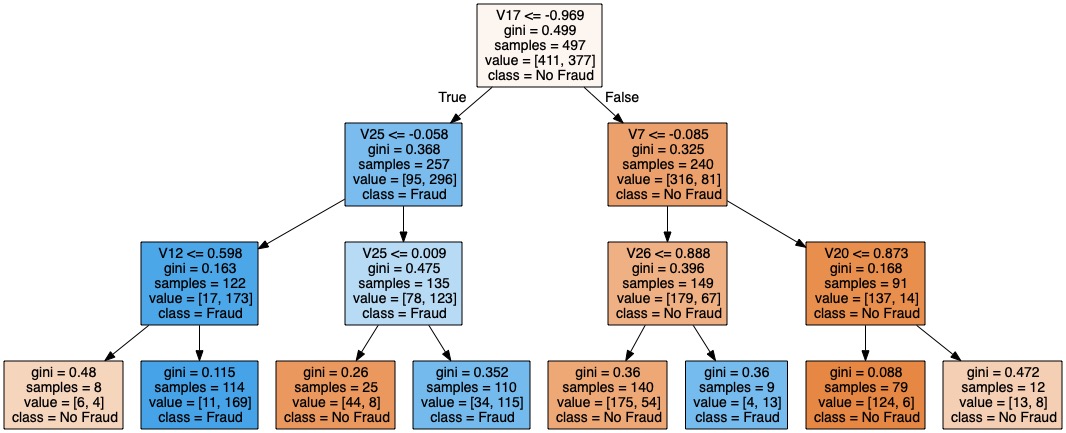 V17 <= -0.969
gini = 0.499
samples = 497
value = [411, 377]
class = No Fraud
True
False
V25 <= -0.058
gini = 0.368
samples = 257
value = [95, 296]
class = Fraud
V7 <= -0.085
gini = 0.325
samples = 240
value = [316, 81]
class = No Fraud
V12 <= 0.598
gini = 0.163
samples = 122
value = [17, 173]
class = Fraud
V25 <= 0.009
gini = 0.475
samples = 135
value = [78, 123]
class = Fraud
V26 <= 0.888
gini = 0.396
samples = 149
value = [179, 67]
class = No Fraud
V20 <= 0.873
gini = 0.168
samples = 91
value = [137, 14]
class = No Fraud
gini = 0.48
samples = 8
value = [6, 4]
class = No Fraud
gini = 0.115
samples = 114
value = [11, 169]
class = Fraud
gini = 0.26
samples = 25
value = [44, 8]
class = No Fraud
gini = 0.352
samples = 110
value = [34, 115]
class = Fraud
gini = 0.36
samples = 140
value = [175, 54]
class = No Fraud
gini = 0.36
samples = 9
value = [4, 13]
class = Fraud
gini = 0.088
samples = 79
value = [124, 6]
class = No Fraud
gini = 0.472
samples = 12
value = [13, 8]
class = No Fraud